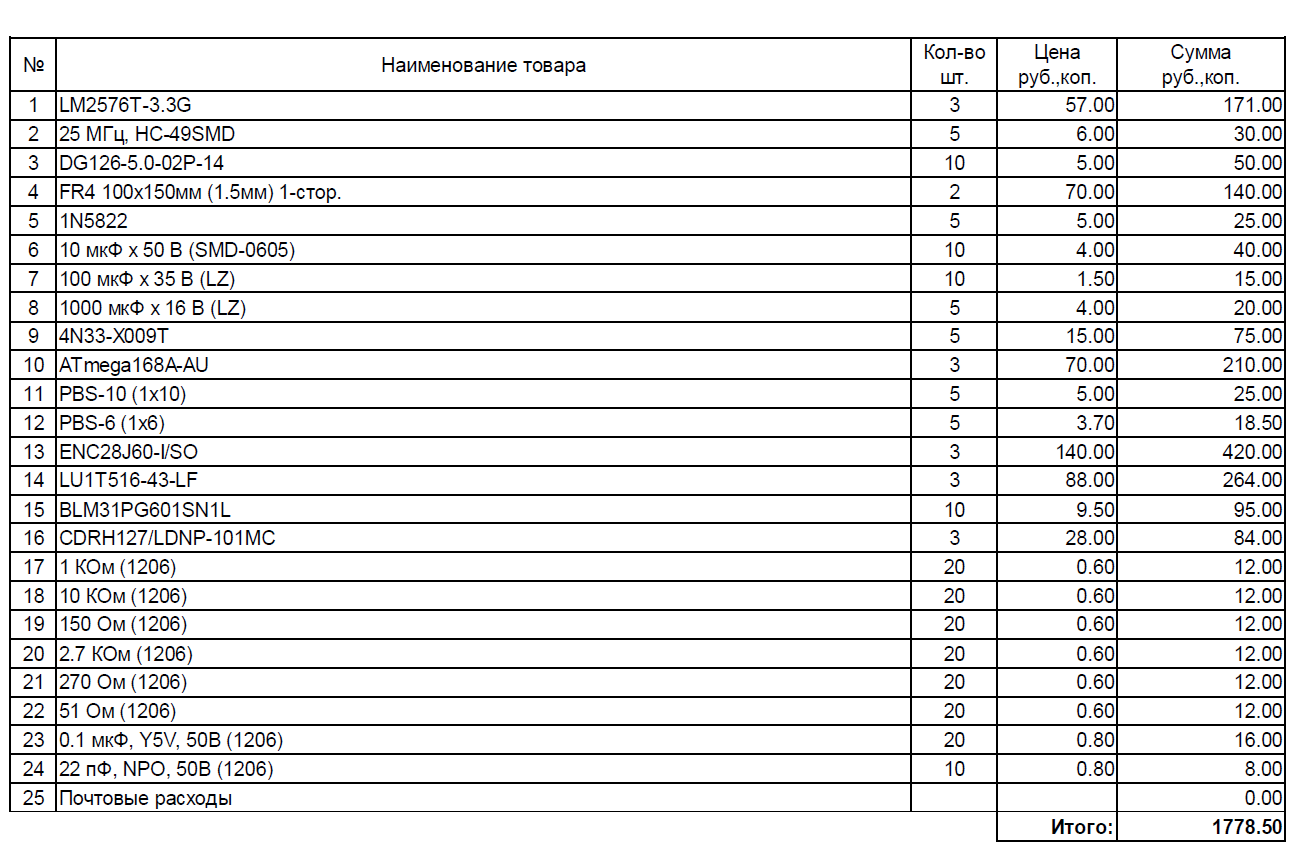 № Наименование товара Кол-во шт. Цена руб.,коп. Сумма руб.,коп.
1 LM2576T-3.3G 3 57.00 171.00
2 25 МГц, HC-49SMD 5 6.00 30.00
3 DG126-5.0-02P-14 10 5.00 50.00
4 FR4 100х150мм (1.5мм) 1-стор. 2 70.00 140.00
5 1N5822 5 5.00 25.00
6 10 мкФ х 50 В (SMD-0605) 10 4.00 40.00
7 100 мкФ х 35 В (LZ) 10 1.50 15.00
8 1000 мкФ х 16 В (LZ) 5 4.00 20.00
9 4N33-X009T 5 15.00 75.00
10 ATmega168A-AU 3 70.00 210.00
11 PBS-10 (1x10) 5 5.00 25.00
12 PBS-6 (1x6) 5 3.70 18.50
13 ENC28J60-I/SO 3 140.00 420.00
14 LU1T516-43-LF 3 88.00 264.00
15 BLM31PG601SN1L 10 9.50 95.00
16 CDRH127/LDNP-101MC 3 28.00 84.00
17 1 КОм (1206) 20 0.60 12.00
18 10 КОм (1206) 20 0.60 12.00
19 150 Ом (1206) 20 0.60 12.00
20 2.7 КОм (1206) 20 0.60 12.00
21 270 Ом (1206) 20 0.60 12.00
22 51 Ом (1206) 20 0.60 12.00
23 0.1 мкФ, Y5V, 50В (1206) 20 0.80 16.00
24 22 пФ, NPO, 50В (1206) 10 0.80 8.00
25 Почтовые расходы 0.00
Итого: 1778.50